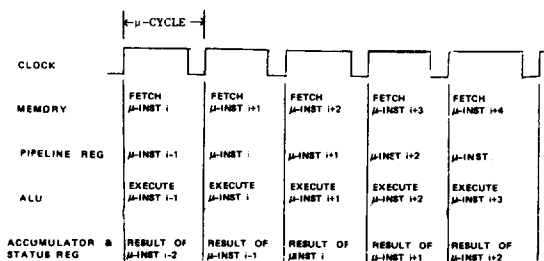 μ-CYCLE
CLOCK
MEMORY FETCH μ-INST i FETCH μ-INST i+1 FETCH μ-INST i+2 FETCH μ-INST i+3 FETCH μ-INST i+4
PIPELINE REG μ-INST i-1 μ-INST i μ-INST i+1 μ-INST i+2 μ-INST
ALU EXECUTE μ-INST i-1 EXECUTE μ-INST i EXECUTE μ-INST i+1 EXECUTE μ-INST i+2 EXECUTE μ-INST i+3
ACCUMULATOR & STATUS REG RESULT OF μ-INST i-2 RESULT OF μ-INST i-1 RESULT OF μINST i RESULT OF μ-INST i+1 RESULT OF μ-INST i+2